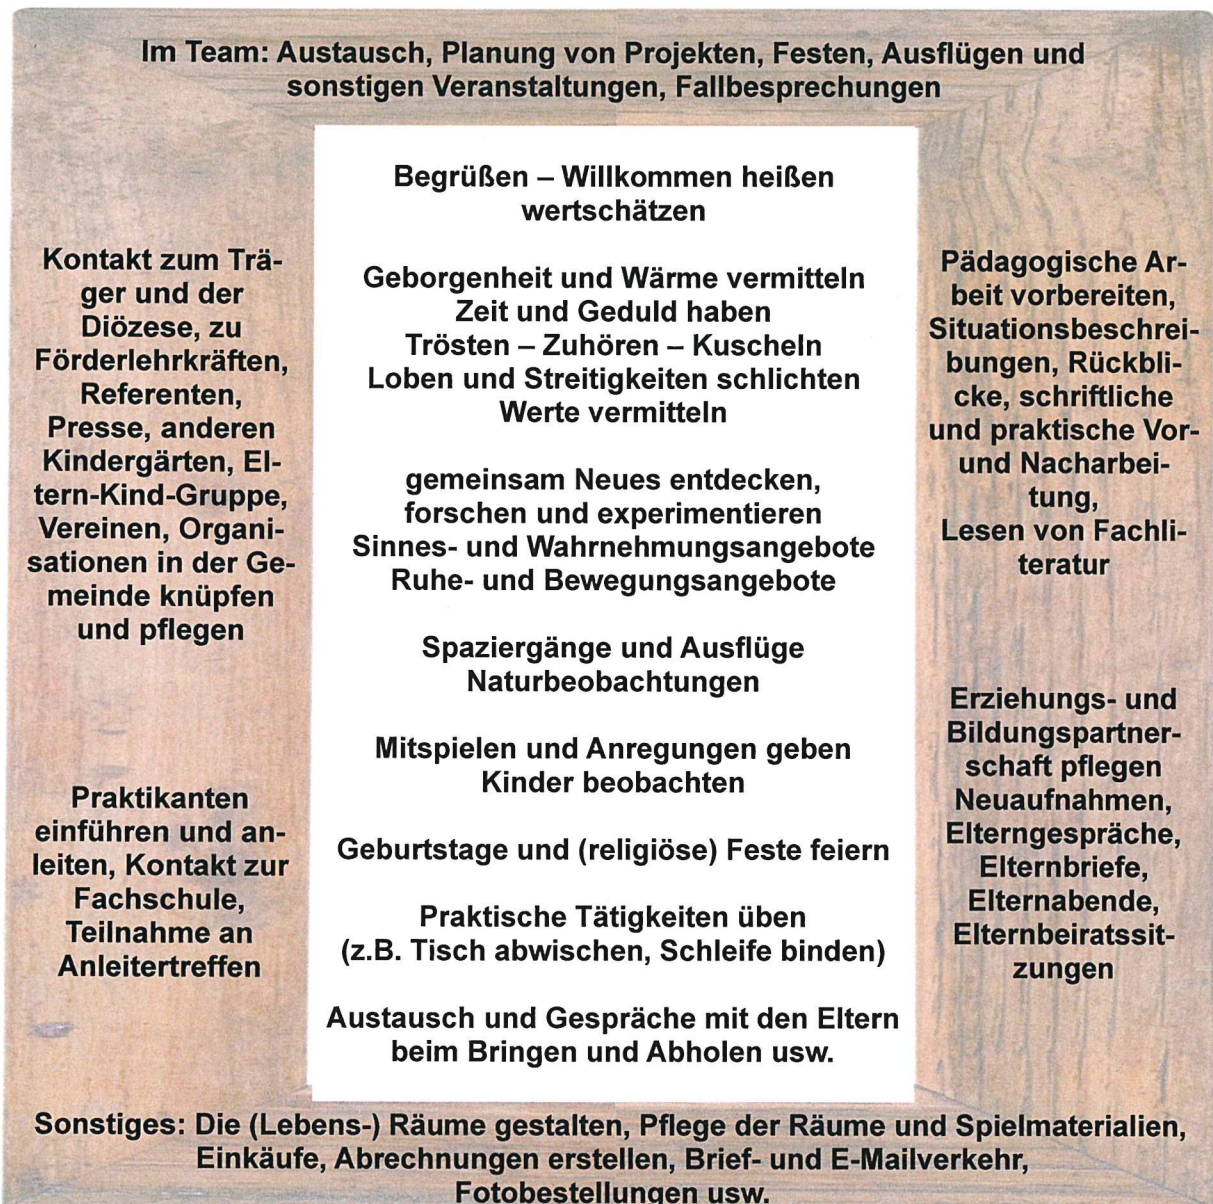 Im Team: Austausch, Planung von Projekten, Festen, Ausflügen und
sonstigen Veranstaltungen, Fallbesprechungen
Kontakt zum Trä-
ger und der
Diözese, zu
Förderlehrkräften,
Referenten,
Presse, anderen
Kindergärten, El-
tern-Kind-Gruppe,
Vereinen, Organi-
sationen in der Ge-
meinde knüpfen
und pflegen
Praktikanten
einführen und an-
leiten, Kontakt zur
Fachschule,
Teilnahme an
Anleitertreffen
Begrüßen – Willkommen heißen
wertschätzen
Geborgenheit und Wärme vermitteln
Zeit und Geduld haben
Trösten – Zuhören – Kuscheln
Loben und Streitigkeiten schlichten
Werte vermitteln
gemeinsam Neues entdecken,
forschen und experimentieren
Sinnes- und Wahrnehmungsangebote
Ruhe- und Bewegungsangebote
Spaziergänge und Ausflüge
Naturbeobachtungen
Mitspielen und Anregungen geben
Kinder beobachten
Geburtstage und (religiöse) Feste feiern
Praktische Tätigkeiten üben
(z.B. Tisch abwischen, Schleife binden)
Austausch und Gespräche mit den Eltern
beim Bringen und Abholen usw.
Pädagogische Ar-
beit vorbereiten,
Situationsbeschrei-
bungen, Rückbli-
cke, schriftliche
und praktische Vor-
und Nacharbei-
tung,
Lesen von Fachli-
teratur
Erziehungs- und
Bildungspartner-
schaft pflegen
Neuaufnahmen,
Elterngespräche,
Elternbriefe,
Elternabende,
Elternbeiratssit-
zungen
Sonstiges: Die (Lebens-) Räume gestalten, Pflege der Räume und Spielmaterialien,
Einkäufe, Abrechnungen erstellen, Brief- und E-Mailverkehr,
Fotobestellungen usw.